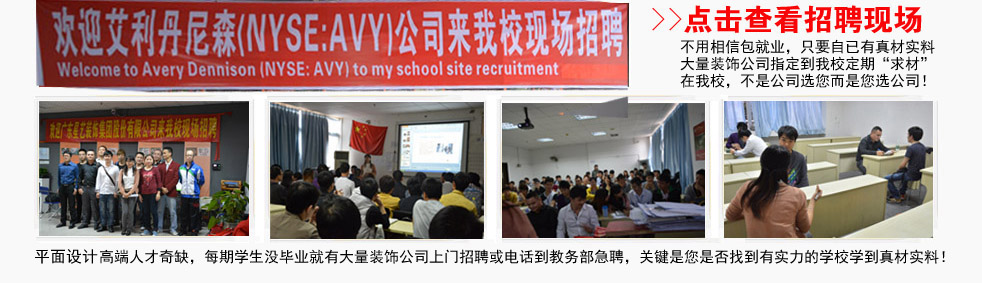 欢迎艾利丹尼森(NYSE:AVY)公司来我校现场招聘
Welcome to Avery Dennison (NYSE: AVY) to my school site recruitment
>>点击查看招聘现场
不用相信包就业，只要自已有真材实料
大量装饰公司指定到我校定期“求材”
在我校，不是公司选您而是您选公司！
欢迎广东星艺装饰集团股份有限公司来我校现场招聘
平面设计高端人才奇缺，每期学生没毕业就有大量装饰公司上门招聘或电话到教务部急聘，关键是您是否找到有实力的学校学到真材实料！